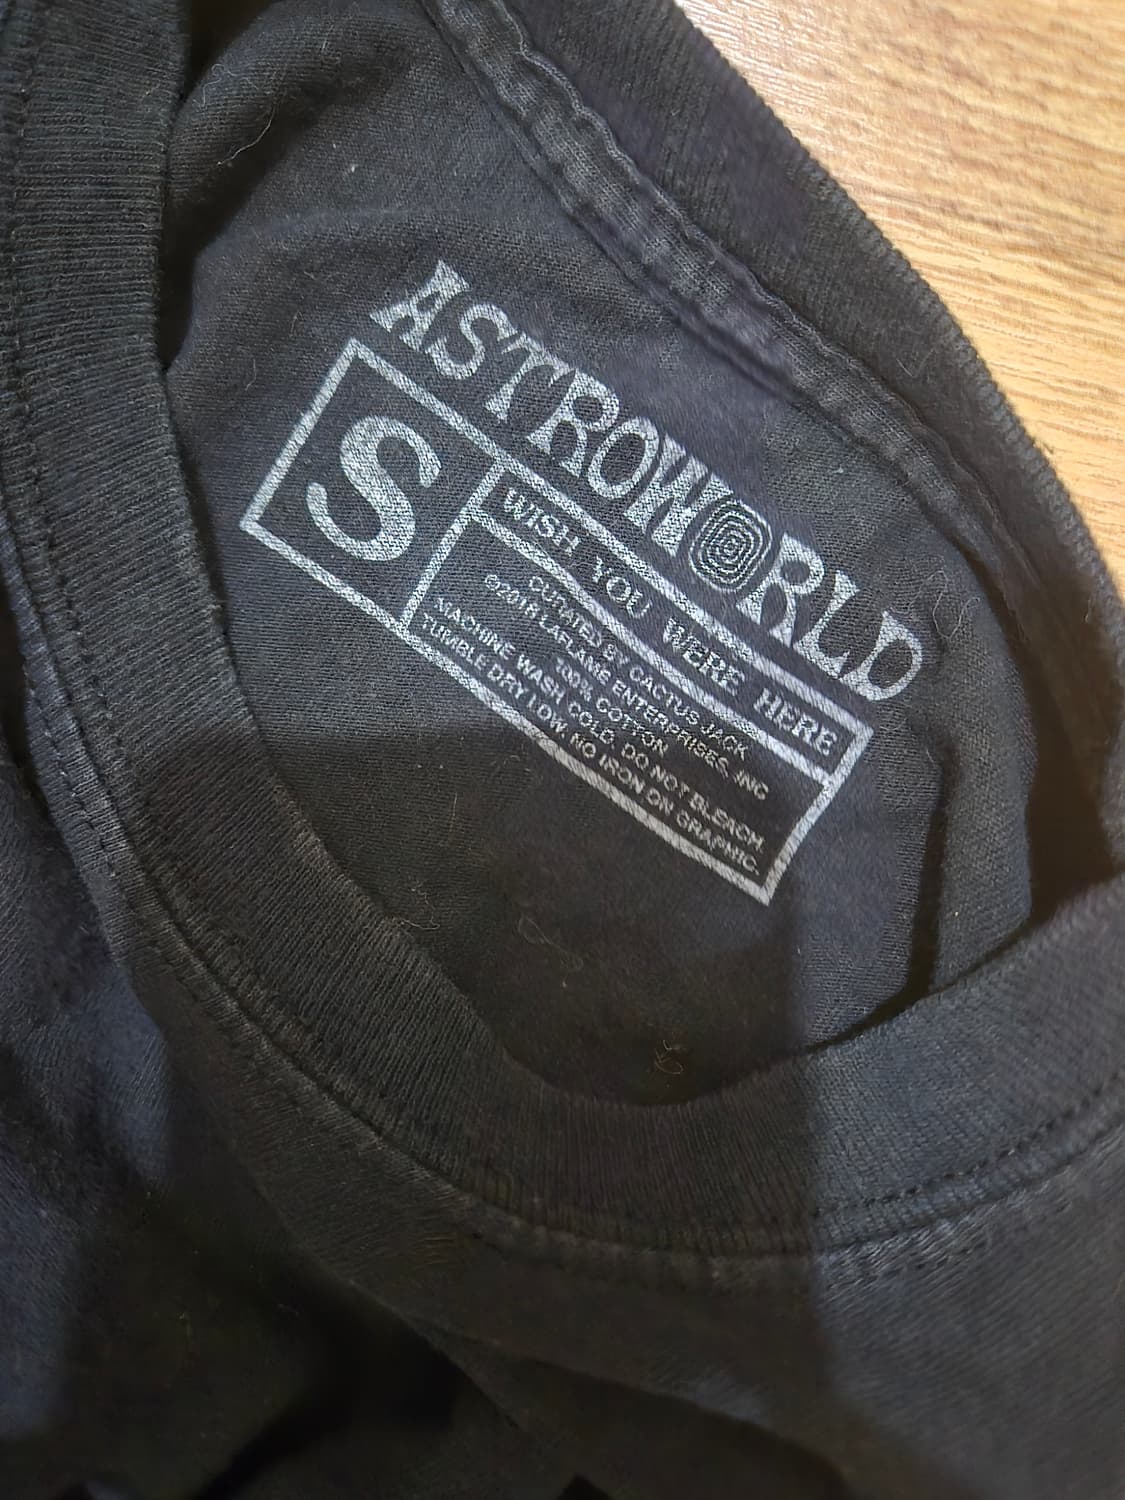 ASTROWORLD
S
WISH YOU WERE HERE
CURATED BY CACTUS JACK
©2018 LAFLAME ENTERPRISES, INC
100% COTTON
MACHINE WASH COLD. DO NOT BLEACH.
TUMBLE DRY LOW. NO IRON ON GRAPHIC.